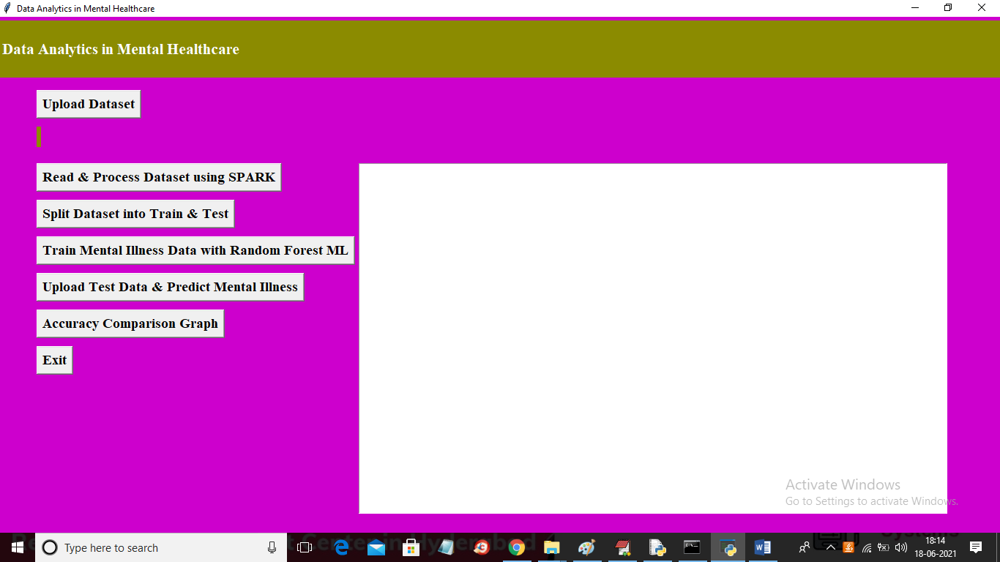 Data Analytics in Mental Healthcare
Data Analytics in Mental Healthcare
Upload Dataset
Read & Process Dataset using SPARK
Split Dataset into Train & Test
Train Mental Illness Data with Random Forest ML
Upload Test Data & Predict Mental Illness
Accuracy Comparison Graph
Exit
Activate Windows
Go to Settings to activate Windows.
Type here to search
18:14
18-06-2021